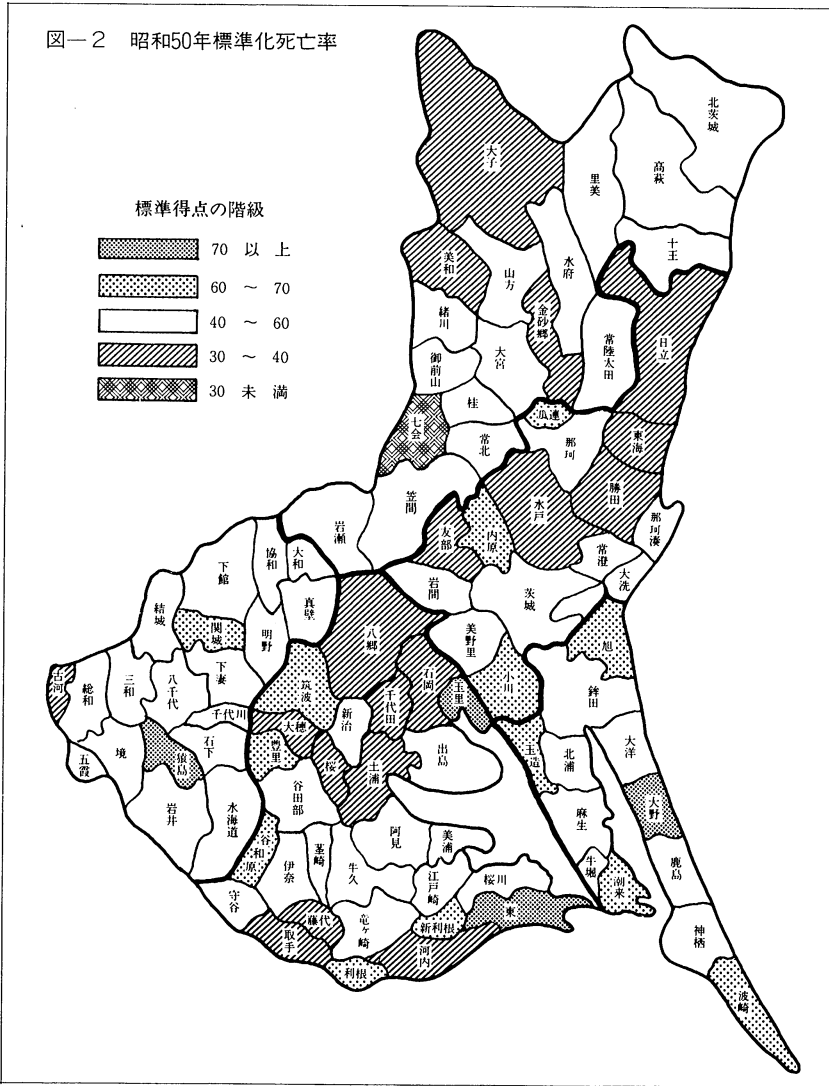 図―2 昭和50年標準化死亡率
標準得点の階級
70 以 上
60 ～ 70
40 ～ 60
30 ～ 40
30 未 満
北茨城
高萩
里美
大子
十王
水府
美和
山方
金砂郷
日立
常陸太田
緒川
大宮
御前山
桂
瓜連
七会
常北
那珂
東海
勝田
水戸
笠間
那珂湊
友部
内原
岩瀬
常澄
大洗
大和
協和
下館
岩間
茨城
真壁
結城
関城
明野
八郷
美野里
旭
下妻
石岡
小川
古河
総和
三和
八千代
筑波
千代田
玉里
鉾田
千代川
大穂
新治
石下
豊里
桜
土浦
出島
玉造
北浦
大洋
五霞
境
猿島
谷田部
大野
岩井
水海道
麻生
谷和原
阿見
美浦
伊奈
茎崎
牛久
牛堀
鹿島
江戸崎
桜川
潮来
守谷
東
藤代
竜ヶ崎
新利根
取手
河内
神栖
利根
波崎